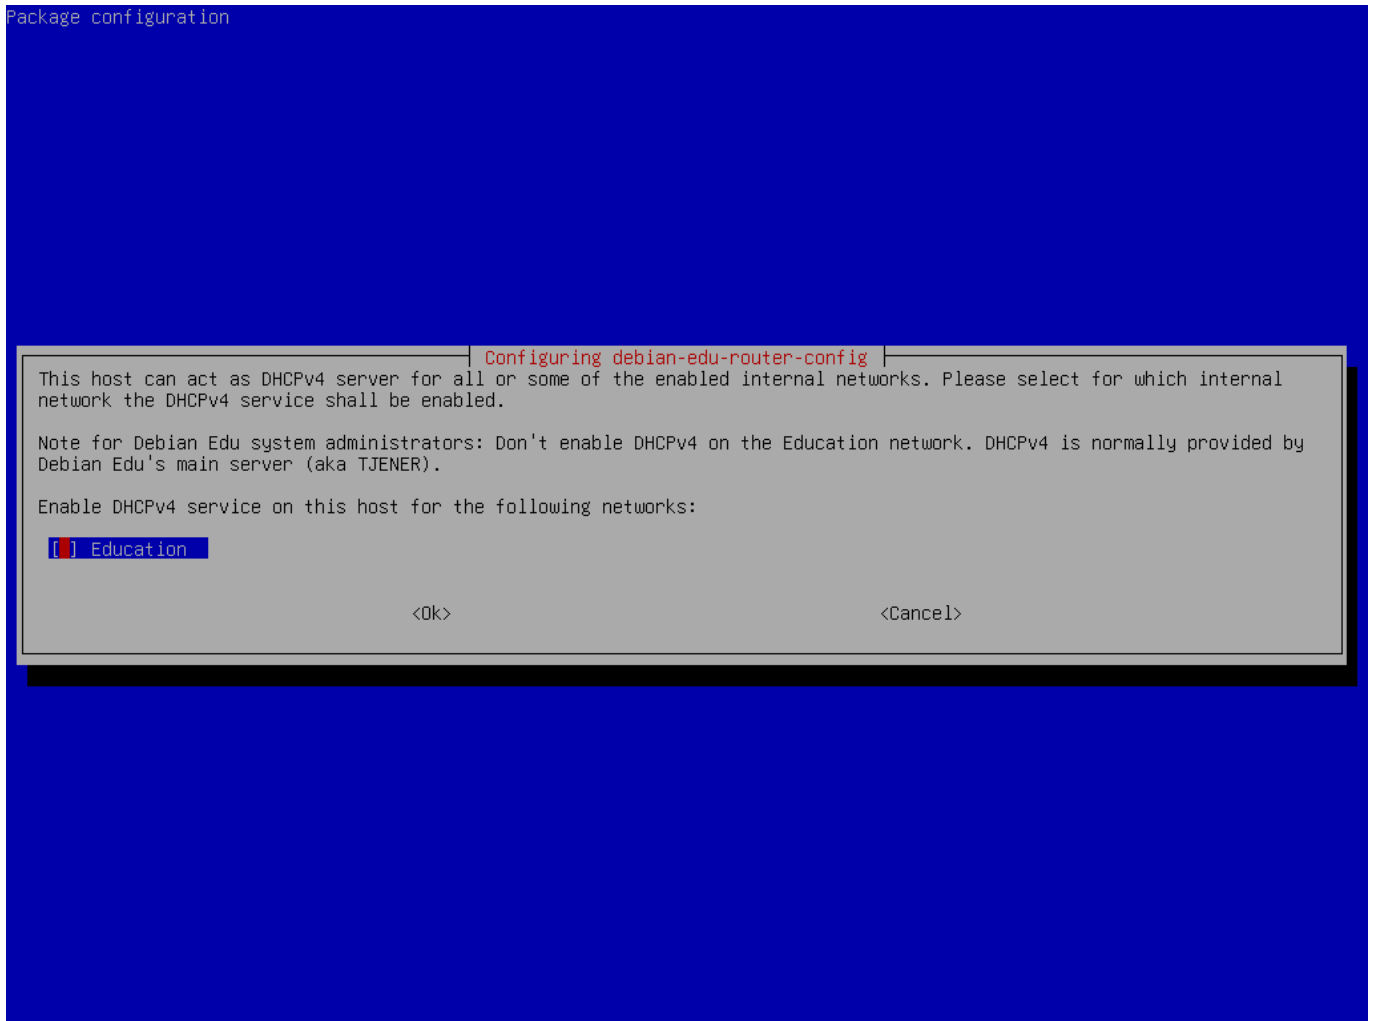 Package configuration
Configuring debian-edu-router-config
This host can act as DHCPv4 server for all or some of the enabled internal networks. Please select for which internal
network the DHCPv4 service shall be enabled.
Note for Debian Edu system administrators: Don't enable DHCPv4 on the Education network. DHCPv4 is normally provided by
Debian Edu's main server (aka TJENER).
Enable DHCPv4 service on this host for the following networks:
[ ] Education
<Ok> <Cancel>